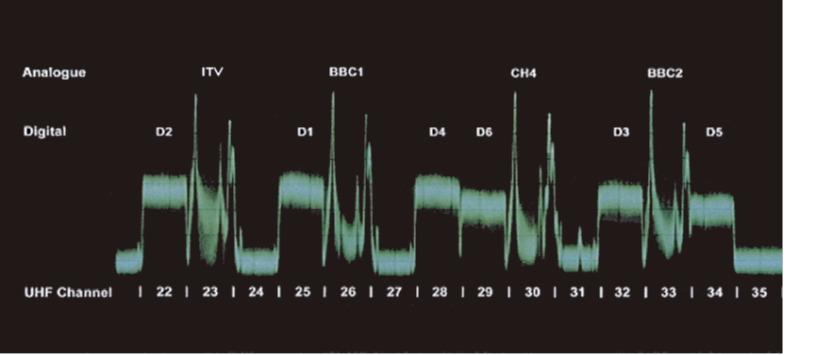 Analogue ITV BBC1 CH4 BBC2
Digital D2 D1 D4 D6 D3 D5
UHF Channel | 22 | 23 | 24 | 25 | 26 | 27 | 28 | 29 | 30 | 31 | 32 | 33 | 34 | 35